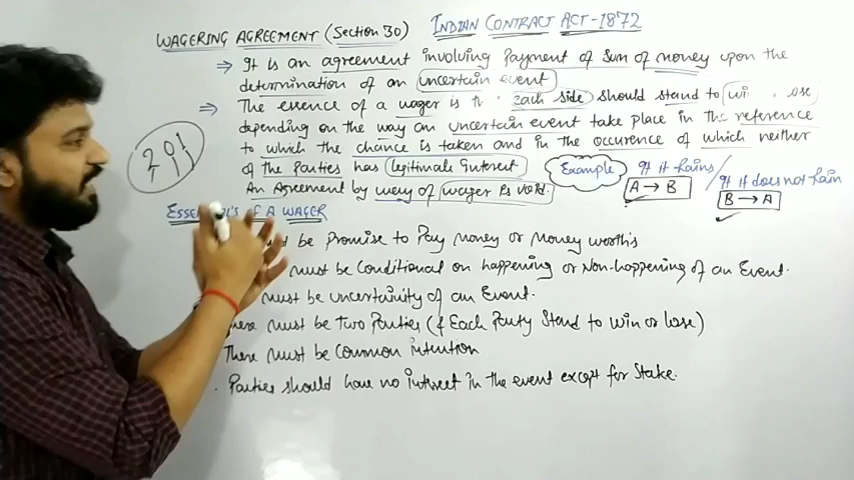 WAGERING AGREEMENT (Section 30) INDIAN CONTRACT ACT-1872
⇒ It is an agreement involving Payment of Sum of money upon the
determination of an uncertain event
⇒ The essence of a wager is each side should stand to
depending on the way an uncertain event take place in the reference
to which the chance is taken and in the occurence of which neither
of the Parties has legitimate interest
An Agreement by way of wager is void.
Example
If it Rains / If it does not Rain
A → B
B → A
201
OF A WAGER
be Promise to Pay money or money worth's
must be Conditional on happening or Non-happening of an Event.
must be uncertainity of an Event.
There must be Two Parties (& Each Party Stand to win or lose)
There must be Common intention
Parties should have no interest in the event except for Stake.